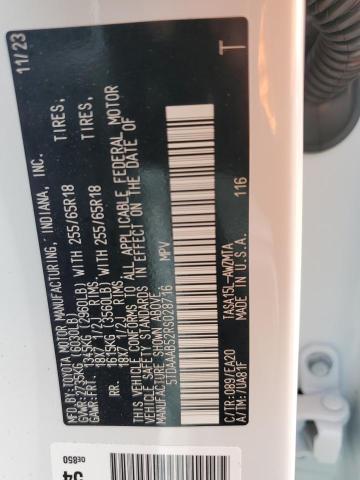 MFD. BY:
TOYOTA MOTOR MANUFACTURING, INDIANA, INC. 11/23
GVWR: 2735KG (6030LB)
GAWR: FRT. 1345KG (2960LB) WITH 255/65R18 TIRES,
18X7 1/2J RIMS,
RR. 1615KG (3560LB) WITH 255/65R18 TIRES,
18X7 1/2J RIMS
THIS VEHICLE CONFORMS TO ALL APPLICABLE FEDERAL MOTOR
VEHICLE SAFETY STANDARDS IN EFFECT ON THE DATE OF
MANUFACTURE SHOWN ABOVE.
5TDAAAB52RS028716 MPV
T
C/TR: 089/EA20 TASA15L-AWZMTA 116
A/TM: /UA81F MADE IN U.S.A.
0E850
54